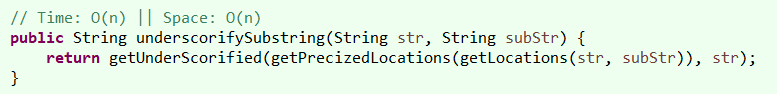 // Time: O(n) || Space: O(n)
public String underscorifySubstring(String str, String subStr) {
    return getUnderScorified(getPrecizedLocations(getLocations(str, subStr)), str);
}